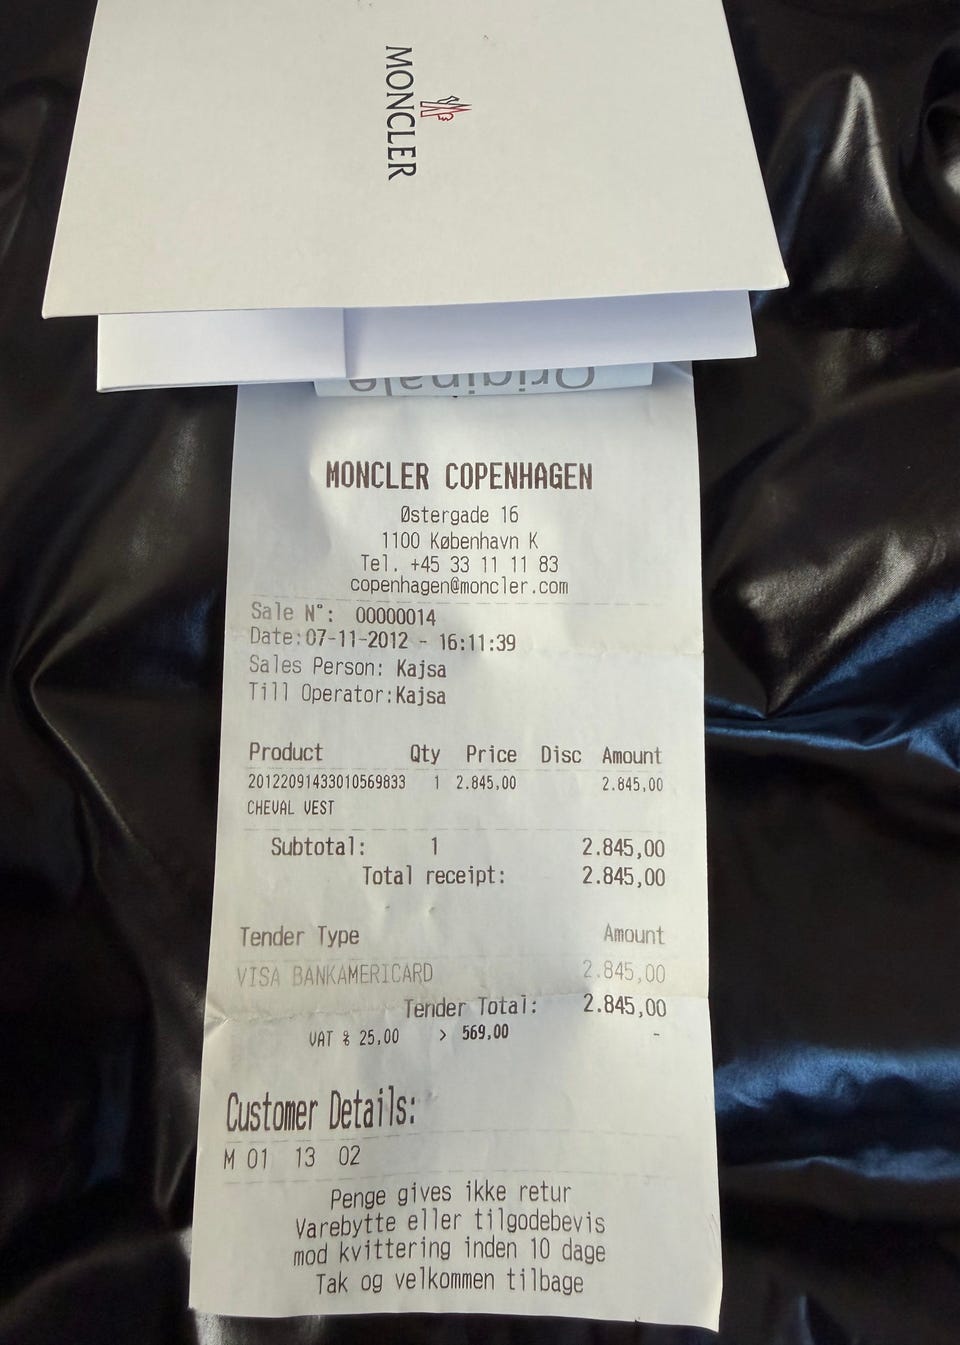 MONCLER
Originale
MONCLER COPENHAGEN
Østergade 16
1100 København K
Tel. +45 33 11 11 83
copenhagen@moncler.com
Sale N°: 00000014
Date:07-11-2012 - 16:11:39
Sales Person: Kajsa
Till Operator:Kajsa
Product Qty Price Disc Amount
20122091433010569833 1 2.845,00 2.845,00
CHEVAL VEST
Subtotal: 1 2.845,00
Total receipt: 2.845,00
Tender Type Amount
VISA BANKAMERICARD 2.845,00
Tender Total: 2.845,00
VAT % 25,00 > 569,00 -
Customer Details:
M 01 13 02
Penge gives ikke retur
Varebytte eller tilgodebevis
mod kvittering inden 10 dage
Tak og velkommen tilbage